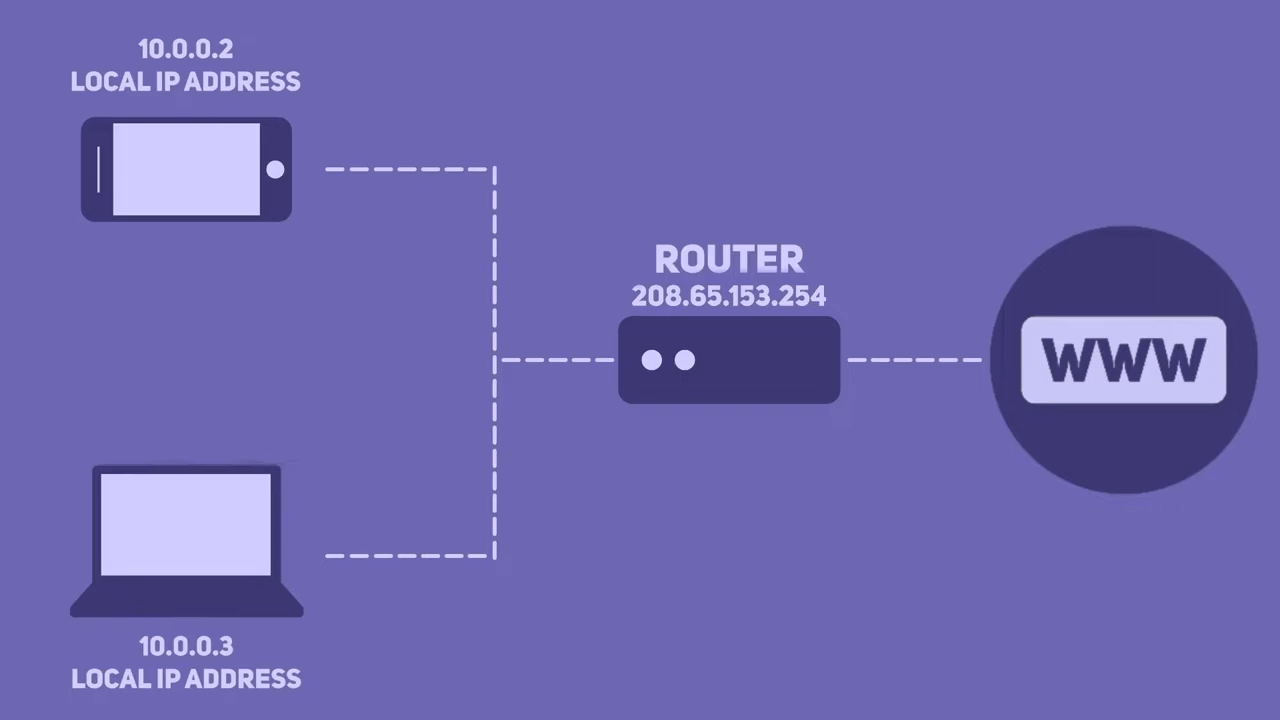 10.0.0.2
LOCAL IP ADDRESS
ROUTER
208.65.153.254
WWW
10.0.0.3
LOCAL IP ADDRESS